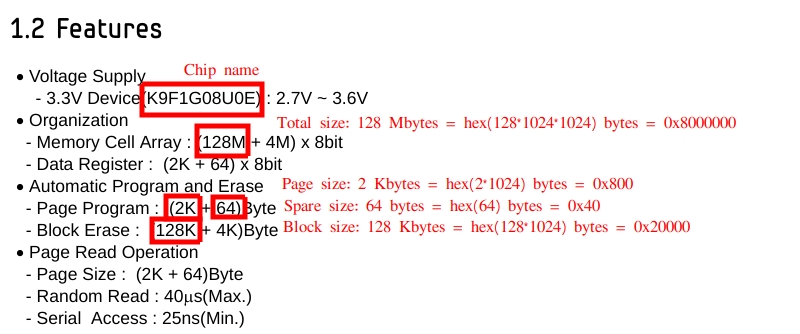 1.2 Features
Chip name
• Voltage Supply
- 3.3V Device(K9F1G08U0E) : 2.7V ~ 3.6V
• Organization
Total size: 128 Mbytes = hex(128*1024*1024) bytes = 0x8000000
- Memory Cell Array : (128M + 4M) x 8bit
- Data Register : (2K + 64) x 8bit
• Automatic Program and Erase
Page size: 2 Kbytes = hex(2*1024) bytes = 0x800
- Page Program : (2K + 64)Byte
Spare size: 64 bytes = hex(64) bytes = 0x40
- Block Erase : (128K + 4K)Byte
Block size: 128 Kbytes = hex(128*1024) bytes = 0x20000
• Page Read Operation
- Page Size : (2K + 64)Byte
- Random Read : 40μs(Max.)
- Serial Access : 25ns(Min.)